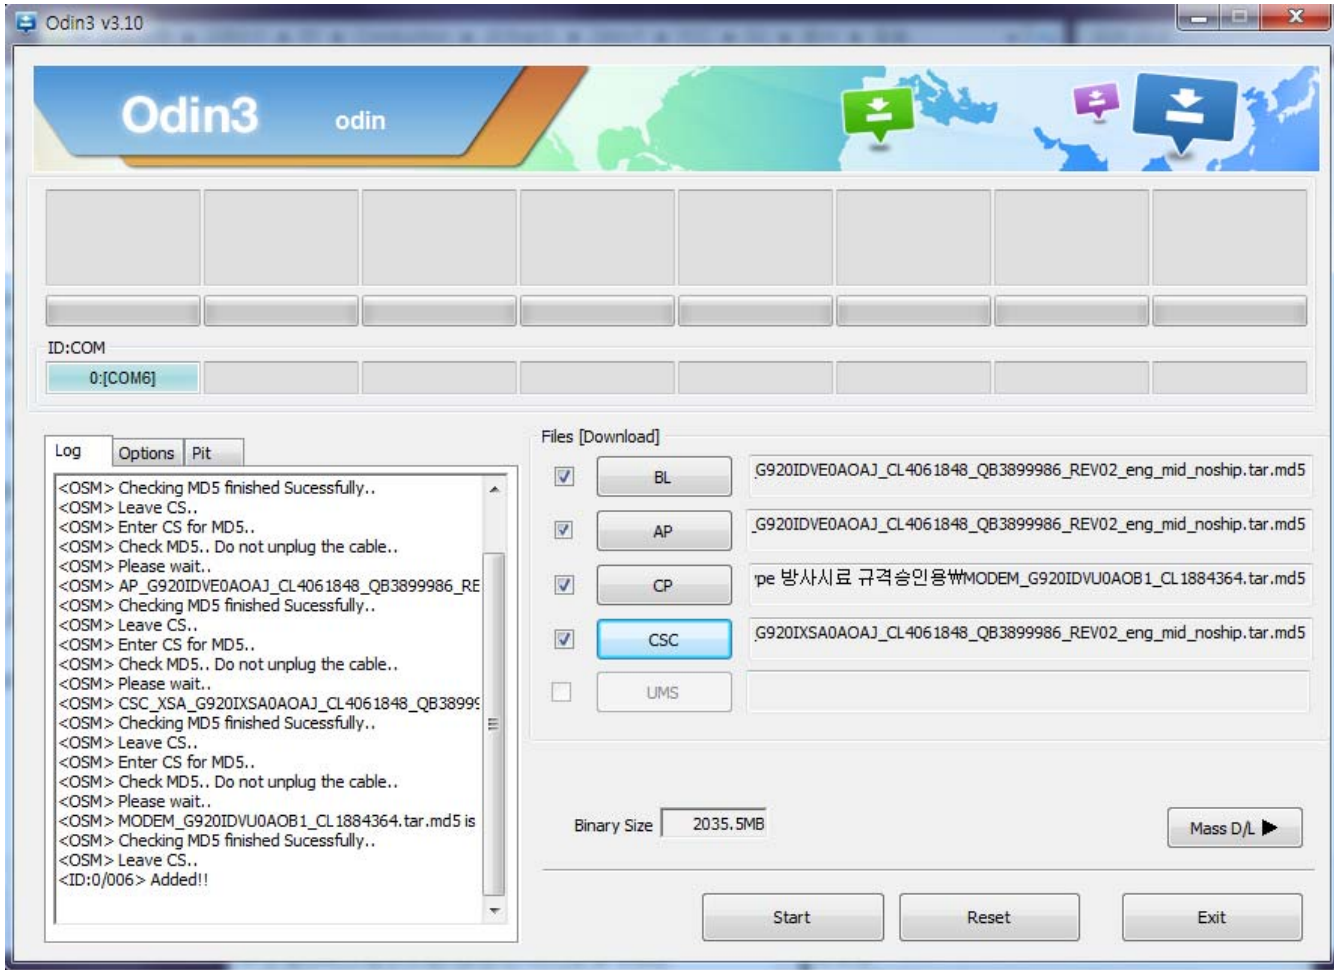 Odin3 v3.10
Odin3 odin
ID:COM
0:[COM6]
Log Options Pit
<OSM> Checking MD5 finished Sucessfully..
<OSM> Leave CS..
<OSM> Enter CS for MD5..
<OSM> Check MD5.. Do not unplug the cable..
<OSM> Please wait..
<OSM> AP_G920IDVE0AOAJ_CL4061848_QB3899986_RE
<OSM> Checking MD5 finished Sucessfully..
<OSM> Leave CS..
<OSM> Enter CS for MD5..
<OSM> Check MD5.. Do not unplug the cable..
<OSM> Please wait..
<OSM> CSC_XSA_G920IXSA0AOAJ_CL4061848_QB38999
<OSM> Checking MD5 finished Sucessfully..
<OSM> Leave CS..
<OSM> Enter CS for MD5..
<OSM> Check MD5.. Do not unplug the cable..
<OSM> Please wait..
<OSM> MODEM_G920IDVU0AOB1_CL1884364.tar.md5 is
<OSM> Checking MD5 finished Sucessfully..
<OSM> Leave CS..
<ID:0/006> Added!!
Files [Download]
BL _G920IDVE0AOAJ_CL4061848_QB3899986_REV02_eng_mid_noship.tar.md5
AP _G920IDVE0AOAJ_CL4061848_QB3899986_REV02_eng_mid_noship.tar.md5
CP pe 방사시료 규격승인용₩MODEM_G920IDVU0AOB1_CL1884364.tar.md5
CSC G920IXSA0AOAJ_CL4061848_QB3899986_REV02_eng_mid_noship.tar.md5
UMS
Binary Size 2035.5MB
Mass D/L ▶
Start Reset Exit